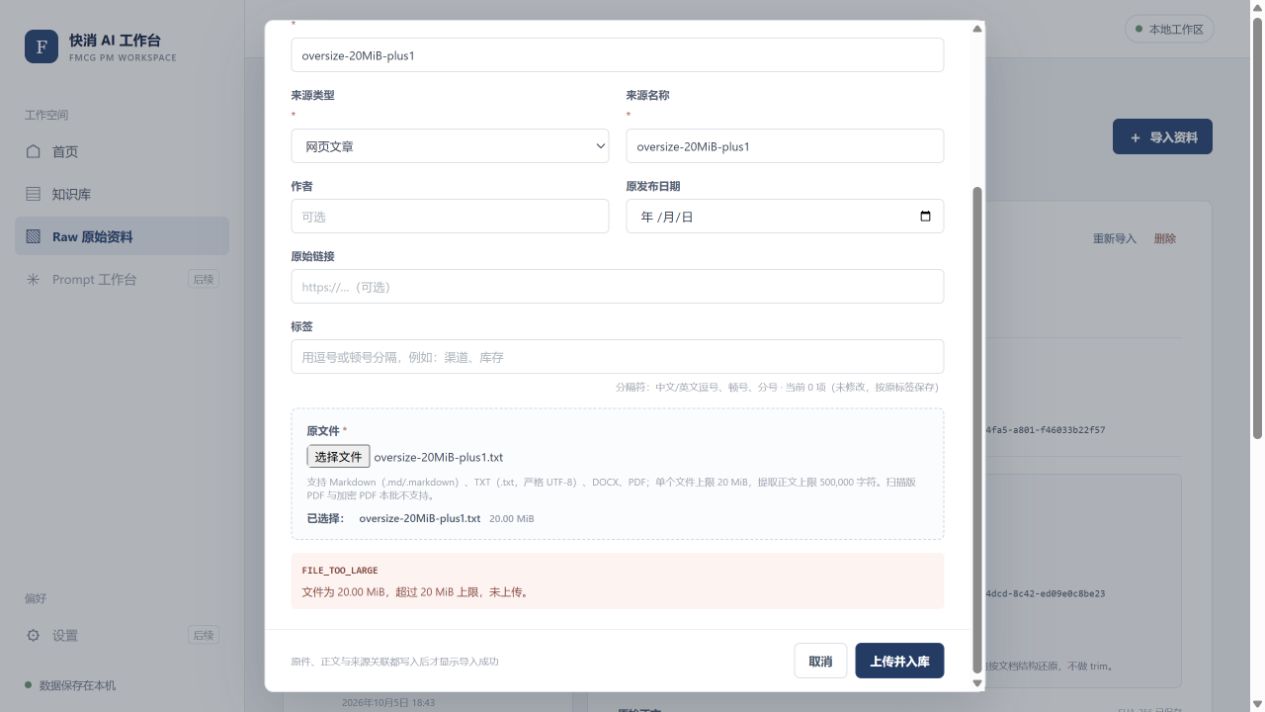 F
快消 AI 工作台
FMCG PM WORKSPACE
工作空间
首页
知识库
Raw 原始资料
Prompt 工作台
后续
偏好
设置
后续
数据保存在本机
*
oversize-20MiB-plus1
来源类型
*
网页文章
来源名称
*
oversize-20MiB-plus1
作者
可选
原发布日期
年 /月/日
原始链接
https://...（可选）
标签
用逗号或顿号分隔，例如：渠道、库存
分隔符：中文/英文逗号、顿号、分号 · 当前 0 项（未修改，按原标签保存）
原文件 *
选择文件 oversize-20MiB-plus1.txt
支持 Markdown（.md/.markdown）、TXT（.txt，严格 UTF-8）、DOCX、PDF；单个文件上限 20 MiB，提取正文上限 500,000 字符。扫描版
PDF 与加密 PDF 本批不支持。
已选择： oversize-20MiB-plus1.txt 20.00 MiB
FILE_TOO_LARGE
文件为 20.00 MiB，超过 20 MiB 上限，未上传。
原件、正文与来源关联都写入后才显示导入成功
取消
上传并入库
本地工作区
+ 导入资料
重新导入
删除
4fa5-a801-f46033b22f57
4dcd-8c42-ed09e0c8be23
按文档结构还原，不做 trim。
2026年10月5日 18:43